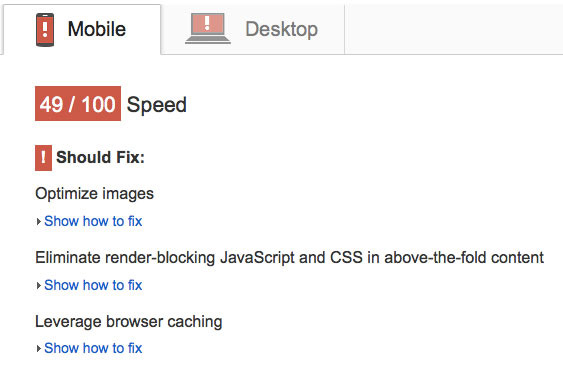 Mobile
Desktop
49 / 100 Speed
! Should Fix:
Optimize images
Show how to fix
Eliminate render-blocking JavaScript and CSS in above-the-fold content
Show how to fix
Leverage browser caching
Show how to fix